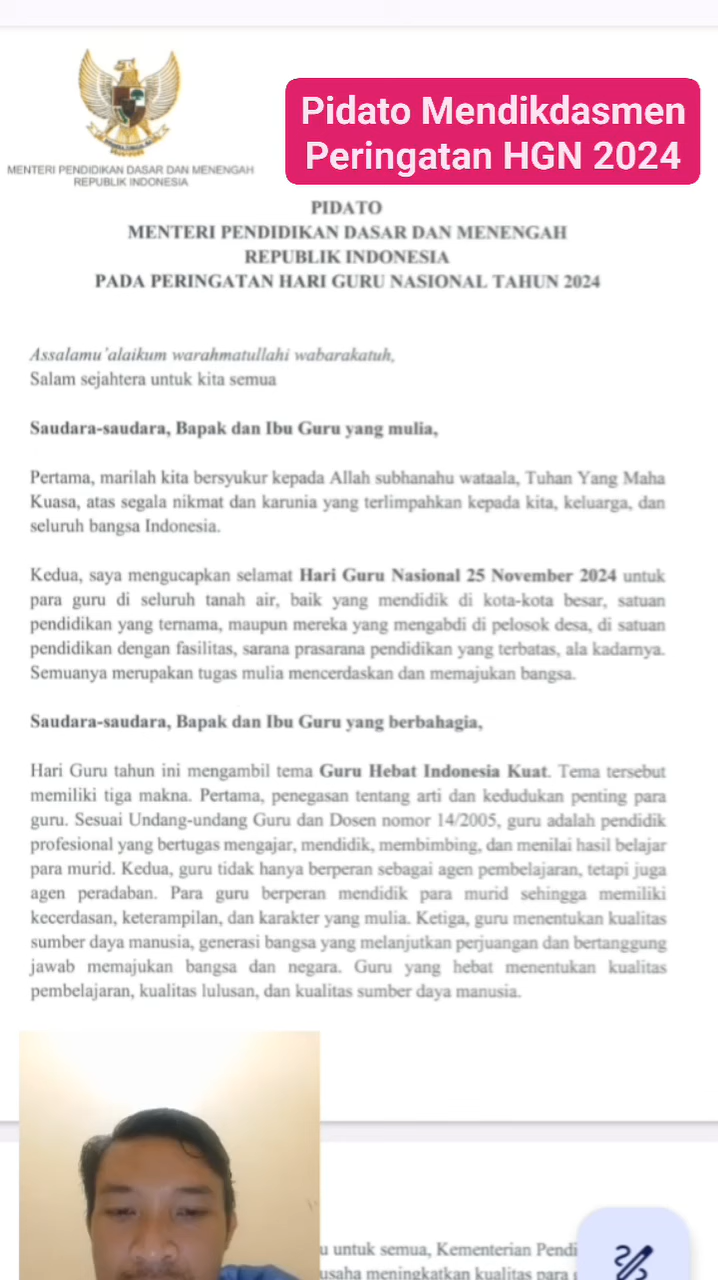 Pidato Mendikdasmen
Peringatan HGN 2024
MENTERI PENDIDIKAN DASAR DAN MENENGAH
REPUBLIK INDONESIA
PIDATO
MENTERI PENDIDIKAN DASAR DAN MENENGAH
REPUBLIK INDONESIA
PADA PERINGATAN HARI GURU NASIONAL TAHUN 2024
Assalamu'alaikum warahmatullahi wabarakatuh,
Salam sejahtera untuk kita semua
Saudara-saudara, Bapak dan Ibu Guru yang mulia,
Pertama, marilah kita bersyukur kepada Allah subhanahu wataala, Tuhan Yang Maha
Kuasa, atas segala nikmat dan karunia yang terlimpahkan kepada kita, keluarga, dan
seluruh bangsa Indonesia.
Kedua, saya mengucapkan selamat Hari Guru Nasional 25 November 2024 untuk
para guru di seluruh tanah air, baik yang mendidik di kota-kota besar, satuan
pendidikan yang ternama, maupun mereka yang mengabdi di pelosok desa, di satuan
pendidikan dengan fasilitas, sarana prasarana pendidikan yang terbatas, ala kadarnya.
Semuanya merupakan tugas mulia mencerdaskan dan memajukan bangsa.
Saudara-saudara, Bapak dan Ibu Guru yang berbahagia,
Hari Guru tahun ini mengambil tema Guru Hebat Indonesia Kuat. Tema tersebut
memiliki tiga makna. Pertama, penegasan tentang arti dan kedudukan penting para
guru. Sesuai Undang-undang Guru dan Dosen nomor 14/2005, guru adalah pendidik
profesional yang bertugas mengajar, mendidik, membimbing, dan menilai hasil belajar
para murid. Kedua, guru tidak hanya berperan sebagai agen pembelajaran, tetapi juga
agen peradaban. Para guru berperan mendidik para murid sehingga memiliki
kecerdasan, keterampilan, dan karakter yang mulia. Ketiga, guru menentukan kualitas
sumber daya manusia, generasi bangsa yang melanjutkan perjuangan dan bertanggung
jawab memajukan bangsa dan negara. Guru yang hebat menentukan kualitas
pembelajaran, kualitas lulusan, dan kualitas sumber daya manusia.
u untuk semua, Kementerian Pendi
usaha meningkatkan kualitas para